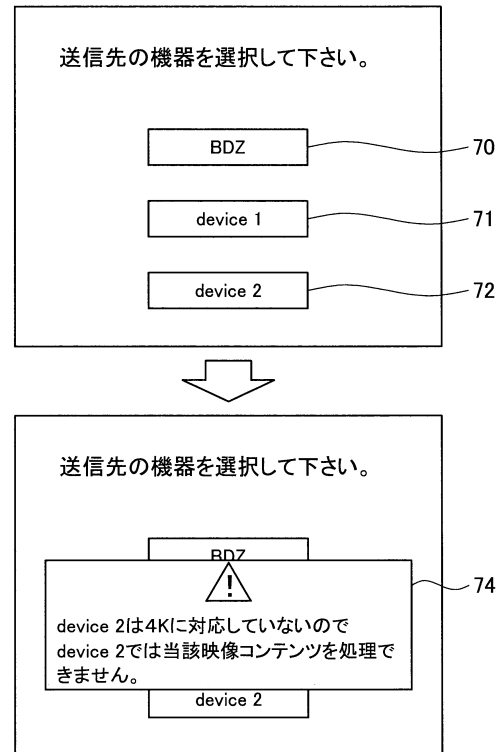 送信先の機器を選択して下さい。
BDZ
70
device 1
71
device 2
72
送信先の機器を選択して下さい。
BDZ
!
74
device 2は4Kに対応していないので
device 2では当該映像コンテンツを処理で
きません。
device 2